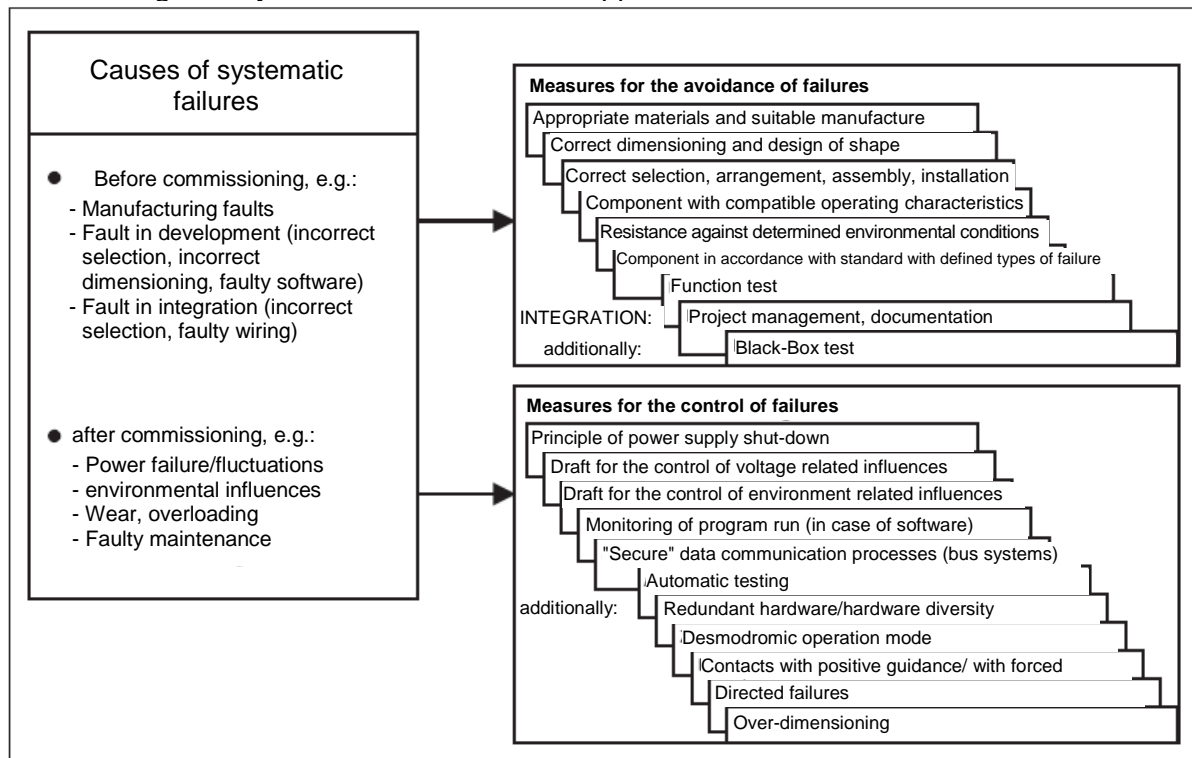 Causes of systematic
failures
● Before commissioning, e.g.:
- Manufacturing faults
- Fault in development (incorrect
selection, incorrect
dimensioning, faulty software)
- Fault in integration (incorrect
selection, faulty wiring)
● after commissioning, e.g.:
- Power failure/fluctuations
- environmental influences
- Wear, overloading
- Faulty maintenance
Measures for the avoidance of failures
Appropriate materials and suitable manufacture
Correct dimensioning and design of shape
Correct selection, arrangement, assembly, installation
Component with compatible operating characteristics
Resistance against determined environmental conditions
Component in accordance with standard with defined types of failure
Function test
INTEGRATION:
Project management, documentation
additionally:
Black-Box test
Measures for the control of failures
Principle of power supply shut-down
Draft for the control of voltage related influences
Draft for the control of environment related influences
Monitoring of program run (in case of software)
"Secure" data communication processes (bus systems)
Automatic testing
additionally:
Redundant hardware/hardware diversity
Desmodromic operation mode
Contacts with positive guidance/ with forced
Directed failures
Over-dimensioning